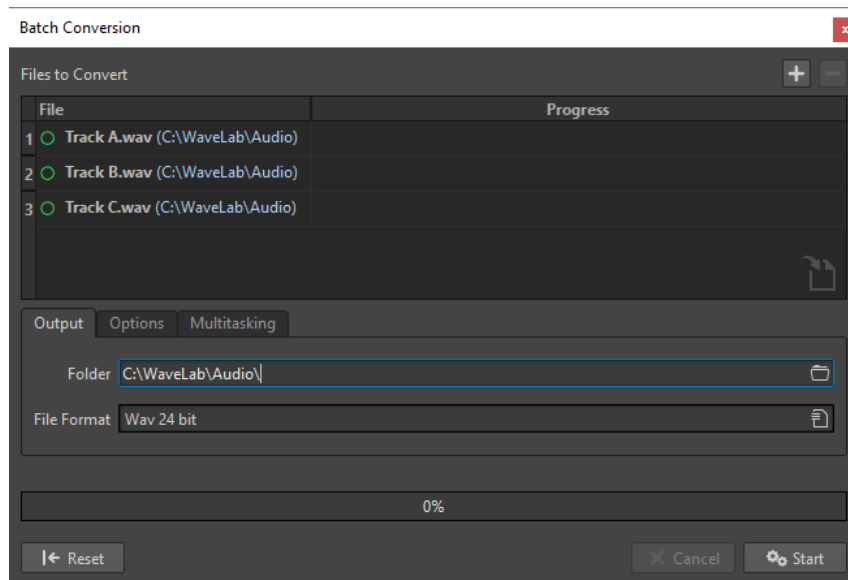 Batch Conversion
x
Files to Convert
File Progress
1 Track A.wav (C:\WaveLab\Audio)
2 Track B.wav (C:\WaveLab\Audio)
3 Track C.wav (C:\WaveLab\Audio)
Output Options Multitasking
Folder C:\WaveLab\Audio\
File Format Wav 24 bit
0%
Reset Cancel Start